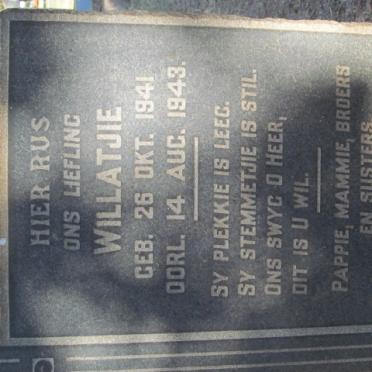 HIER RUS
ONS LIEFLING
WILLATJIE
GEB. 26 OKT. 1941
OORL. 14 AUG. 1943.
SY PLEKKIE IS LEEG.
SY STEMMETJIE IS STIL.
ONS SWYG O HEER,
DIT IS U WIL.
PAPPIE, MAMMIE, BROERS
EN SUSTERS